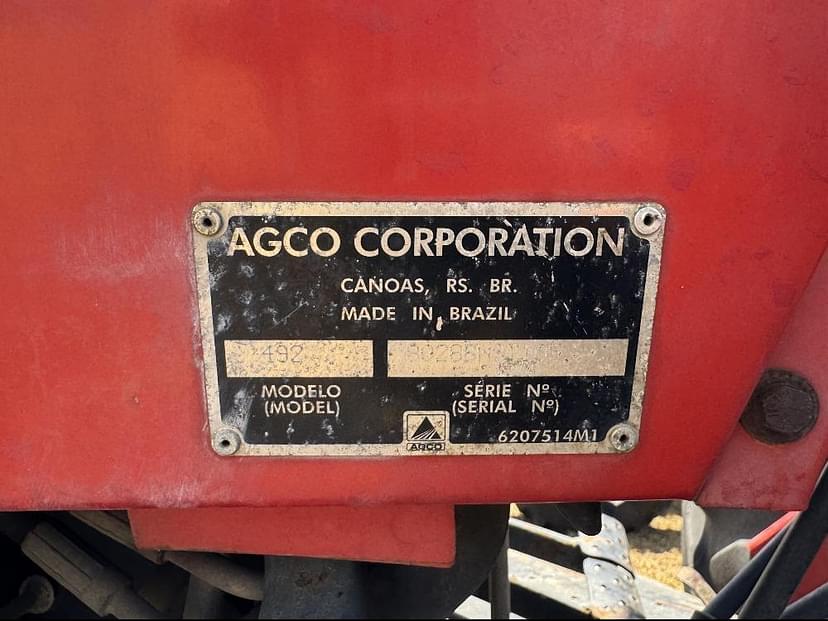 AGCO CORPORATION
CANOAS, RS. BR.
MADE IN BRAZIL
492
MODELO
(MODEL)
SÉRIE Nº
(SERIAL Nº)
AGCO
6207514M1